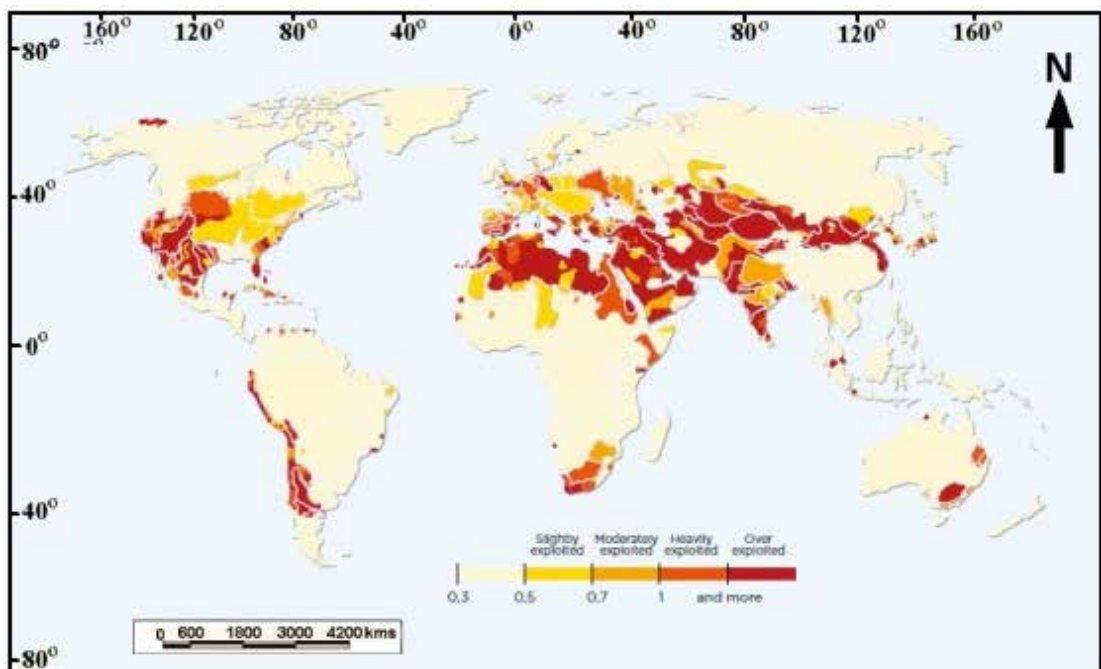 160° 120° 80° 0° 40° 80° 120° 160°
80°
N
40°
0°
40°
80°
Slightly exploited Moderately exploited Heavily exploited Over exploited
0,3 0,5 0,7 1 and more
0 600 1800 3000 4200 kms